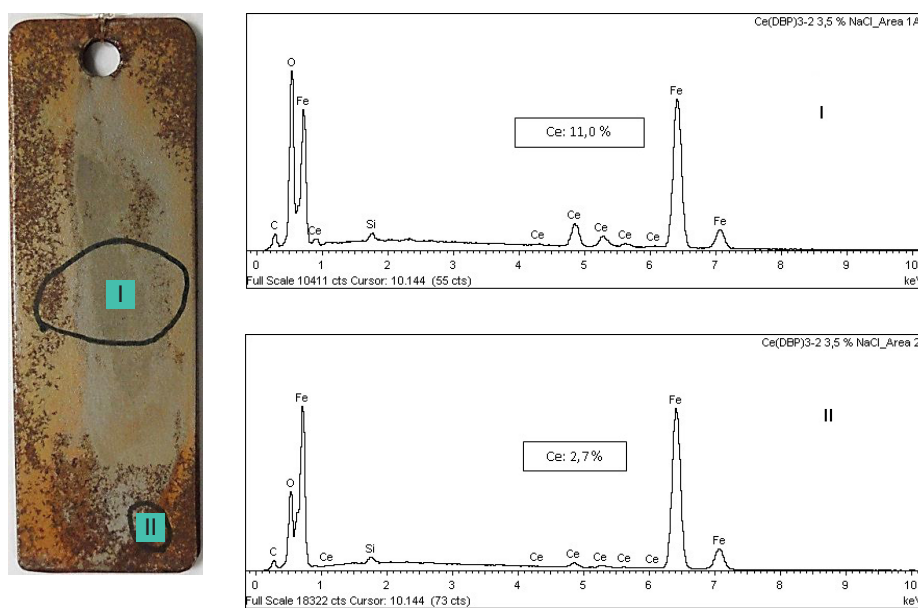 I
II
Ce(DBP)3-2 3,5 % NaCl_Area 1A
O
Fe
Fe
I
Ce: 11,0 %
C
Ce
Si
Ce
Ce
Ce
Ce
Ce
Fe
0 1 2 3 4 5 6 7 8 9 10
Full Scale 10411 cts Cursor: 10.144 (55 cts)
keV
Ce(DBP)3-2 3,5 % NaCl_Area 2
Fe
Fe
II
Ce: 2,7 %
O
C
Ce
Si
Ce
Ce
Ce
Ce
Ce
Fe
0 1 2 3 4 5 6 7 8 9 10
Full Scale 18322 cts Cursor: 10.144 (73 cts)
keV